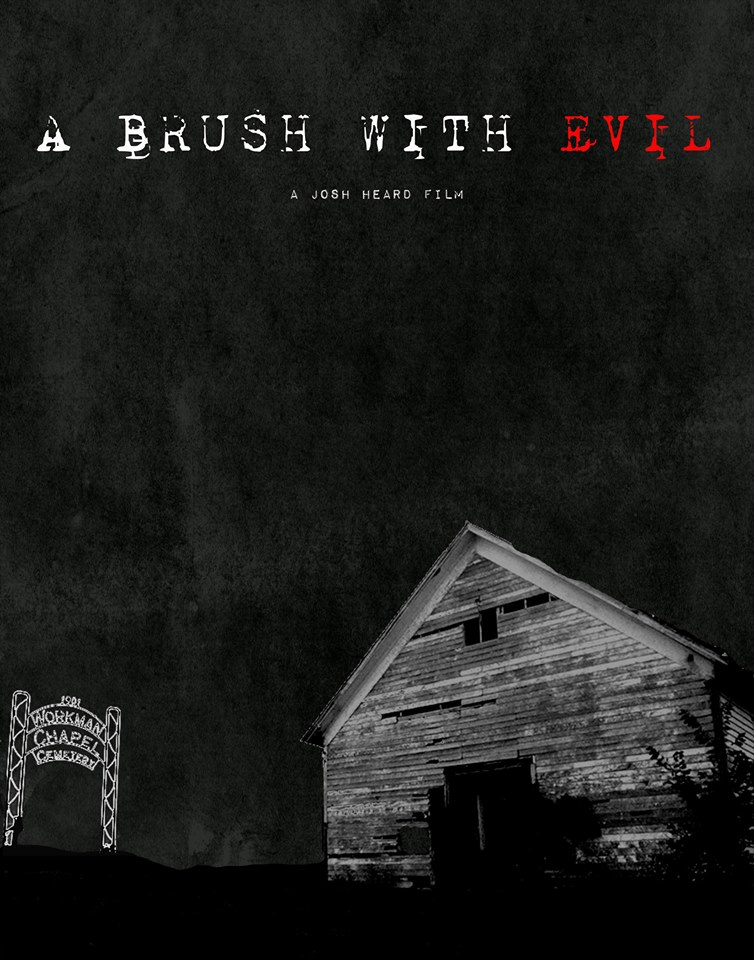 A BRUSH WITH EVIL
A JOSH HEARD FILM
1901
WORKMAN
CHAPEL
CEMETERY